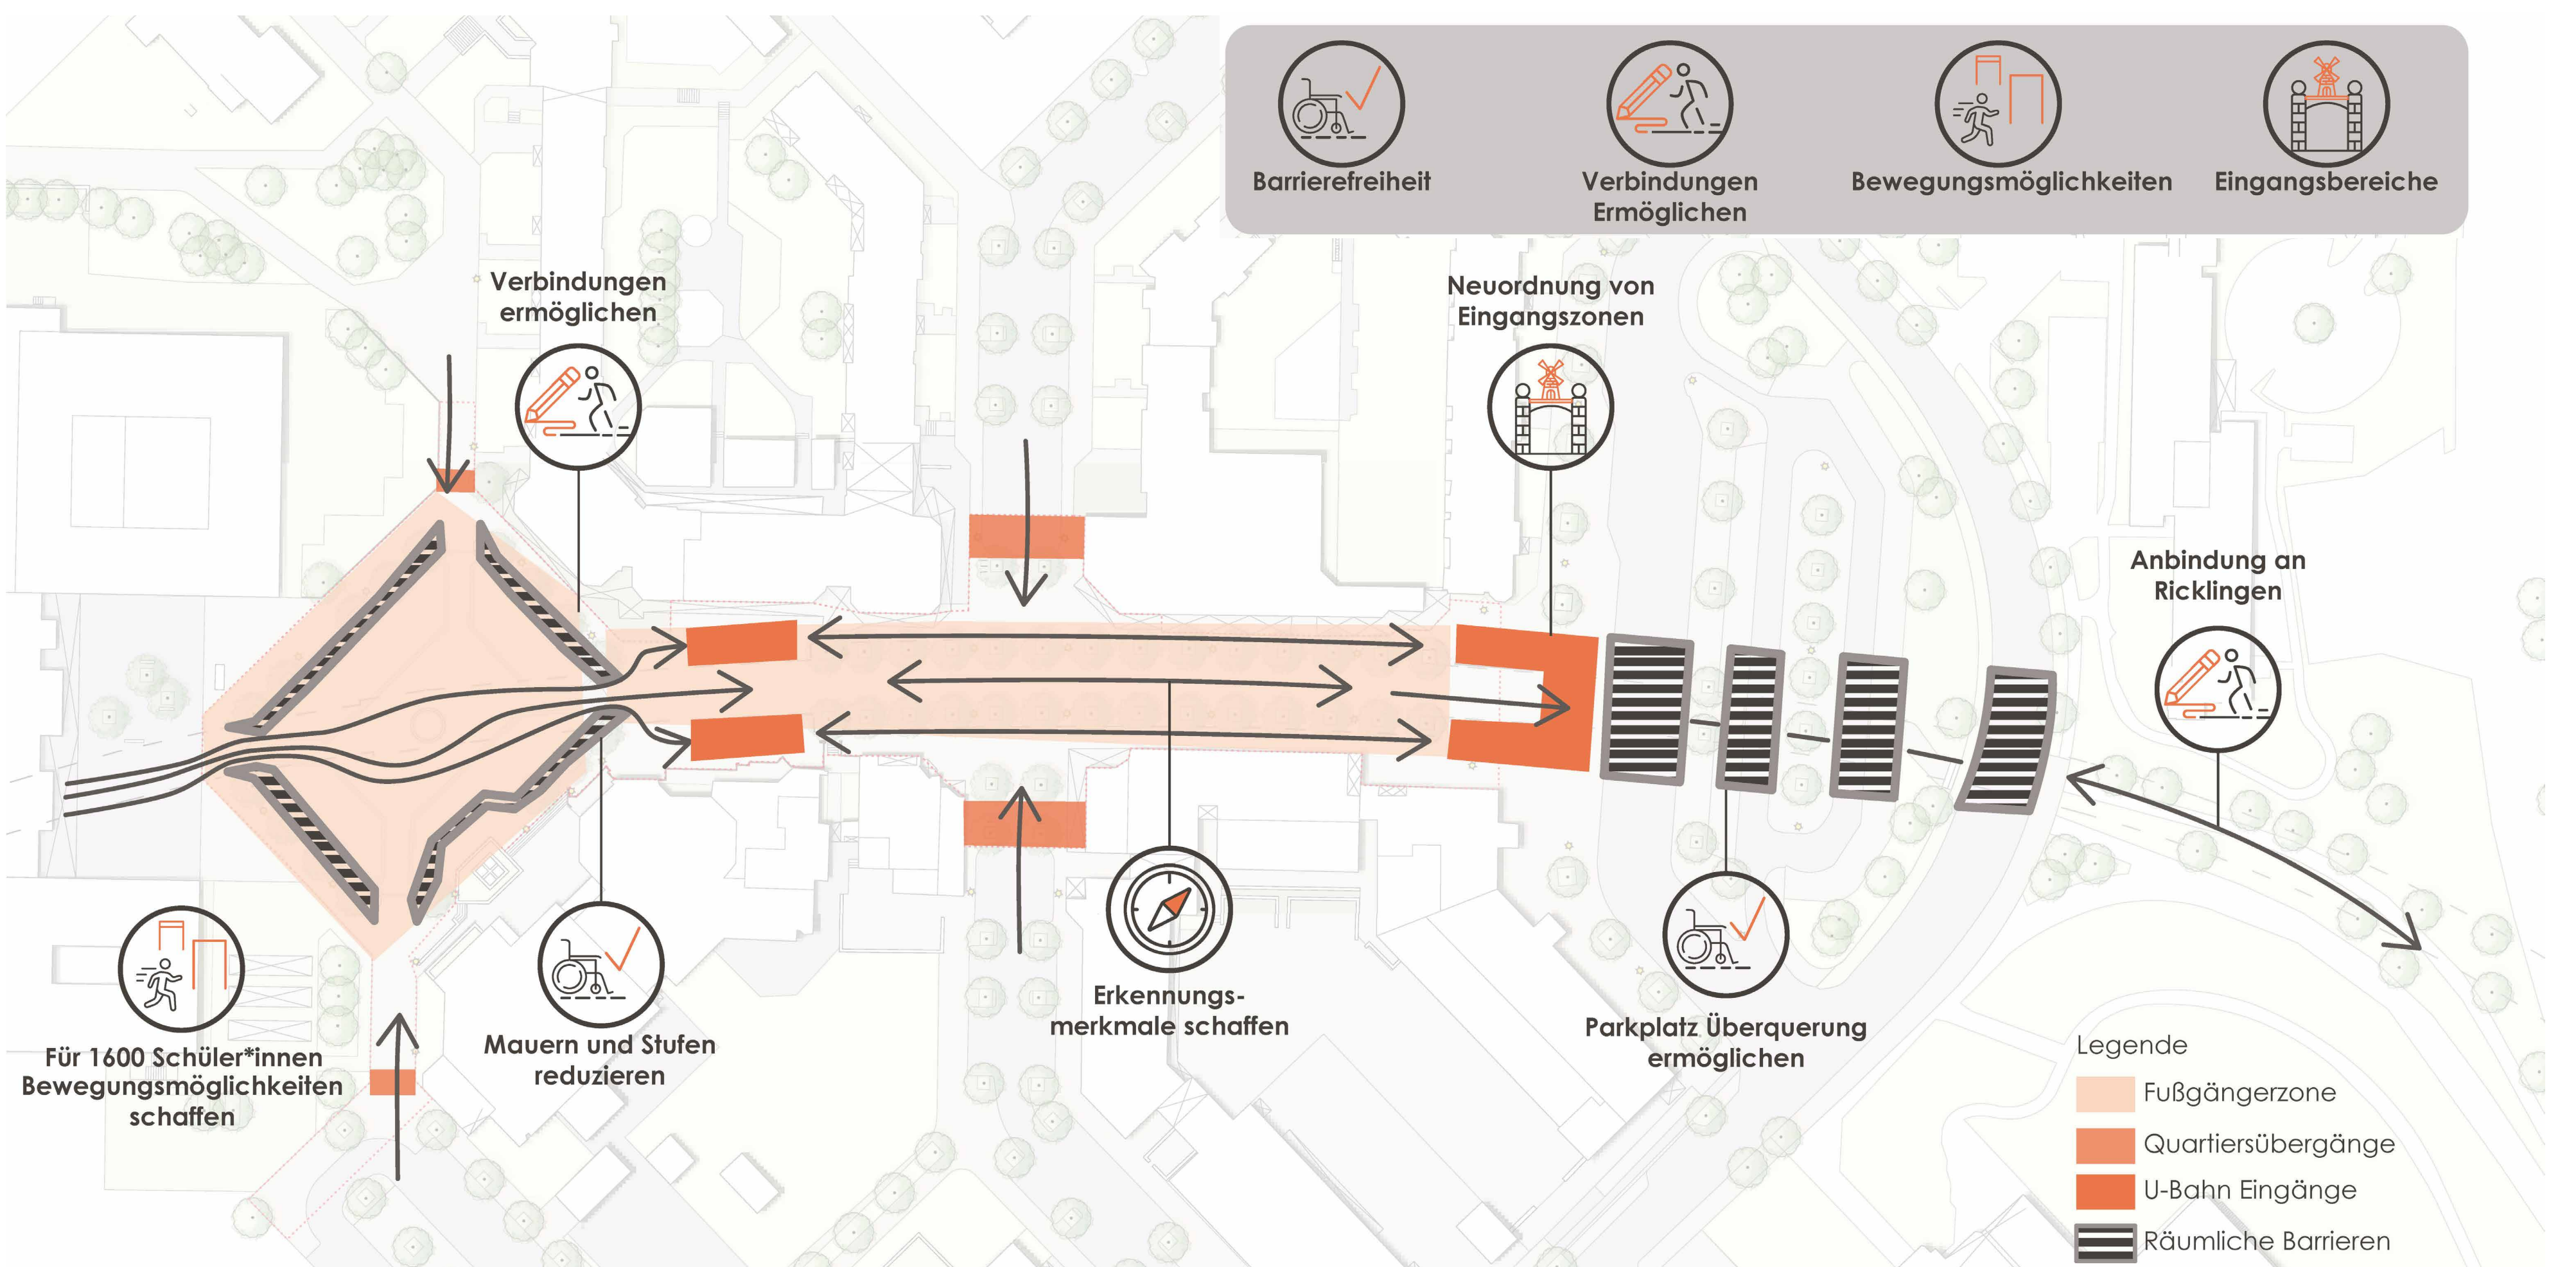 Barrierefreiheit
Verbindungen
Ermöglichen
Bewegungsmöglichkeiten
Eingangsbereiche
Verbindungen
ermöglichen
Neuordnung von
Eingangszonen
Anbindung an
Ricklingen
Für 1600 Schüler*innen
Bewegungsmöglichkeiten
schaffen
Mauern und Stufen
reduzieren
Erkennungs-
merkmale schaffen
Parkplatz Überquerung
ermöglichen
Legende
Fußgängerzone
Quartiersübergänge
U-Bahn Eingänge
Räumliche Barrieren